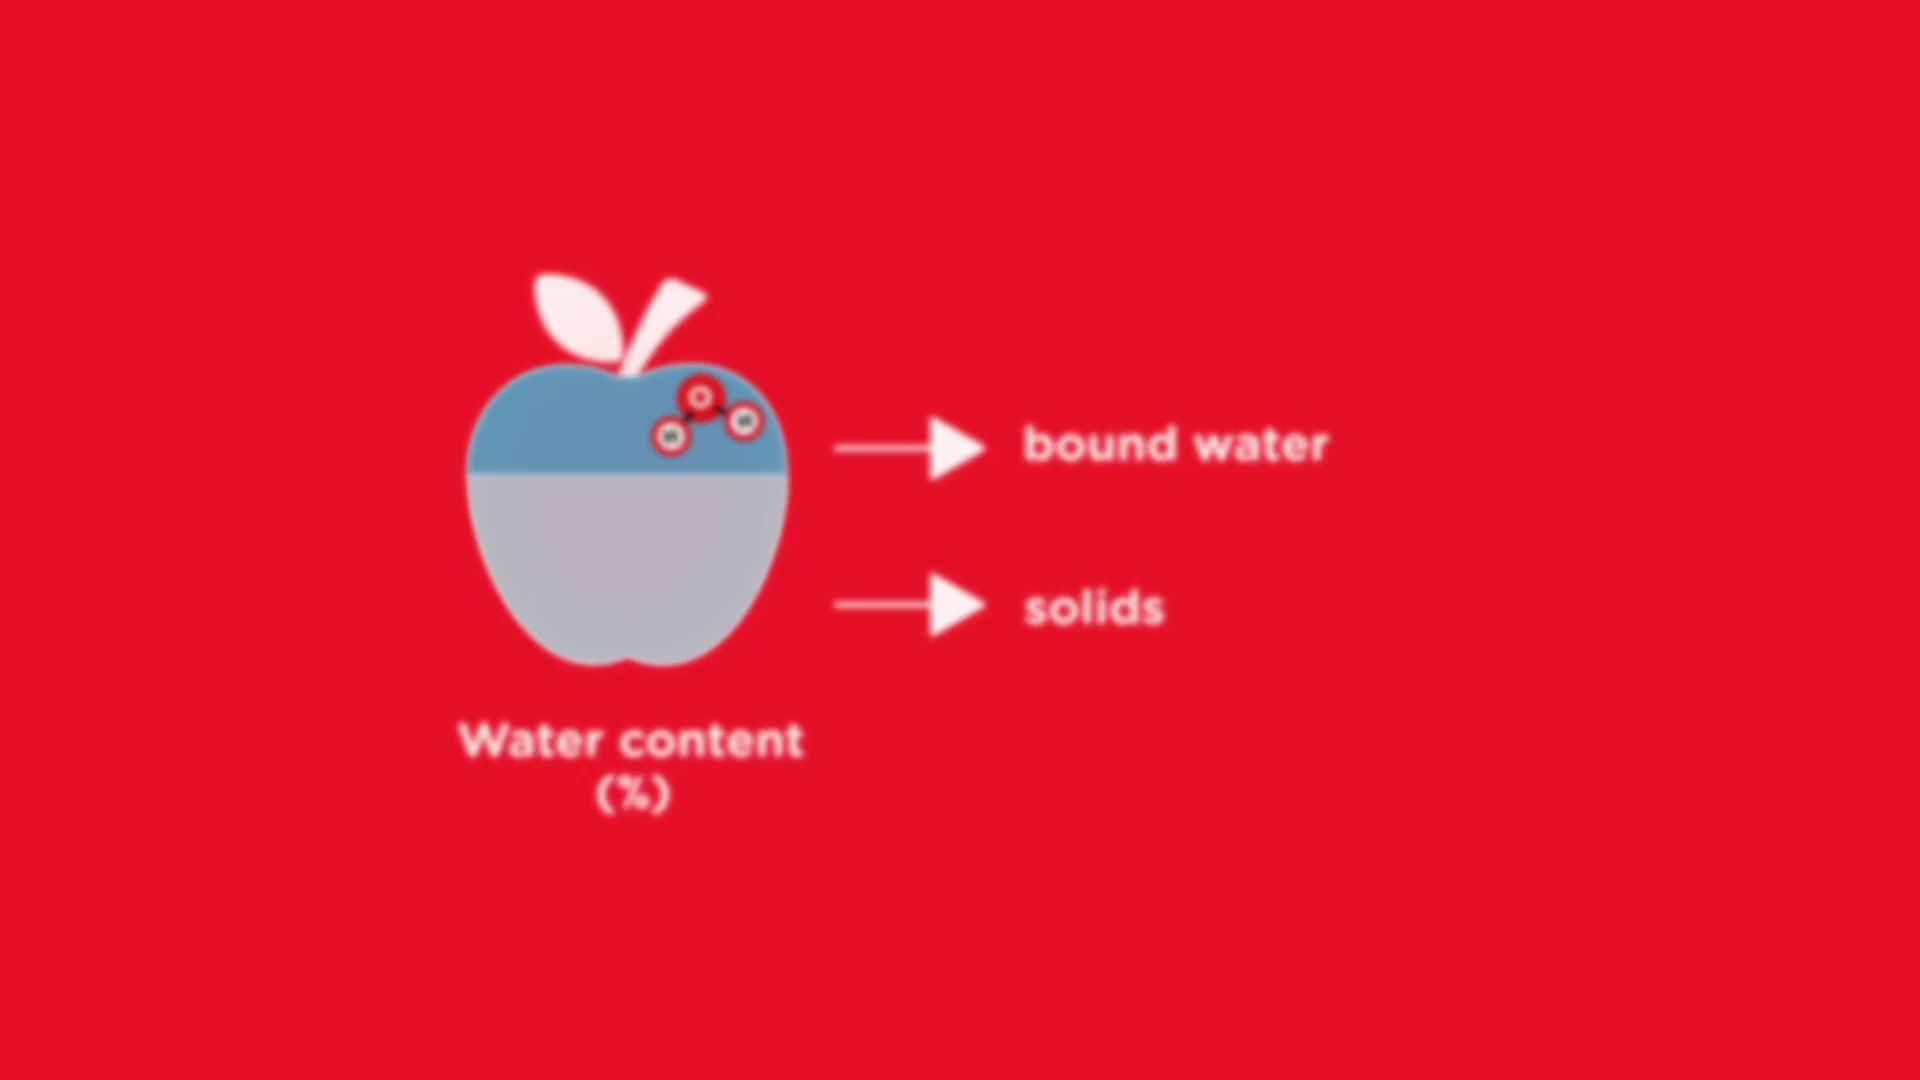 O
H H
bound water
solids
Water content
(%)